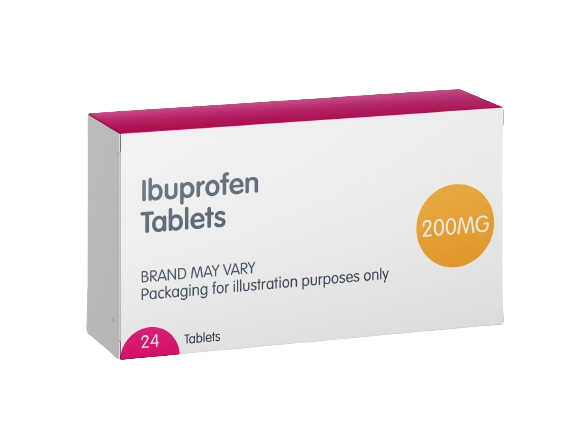 Ibuprofen
Tablets
200MG
BRAND MAY VARY
Packaging for illustration purposes only
24 Tablets